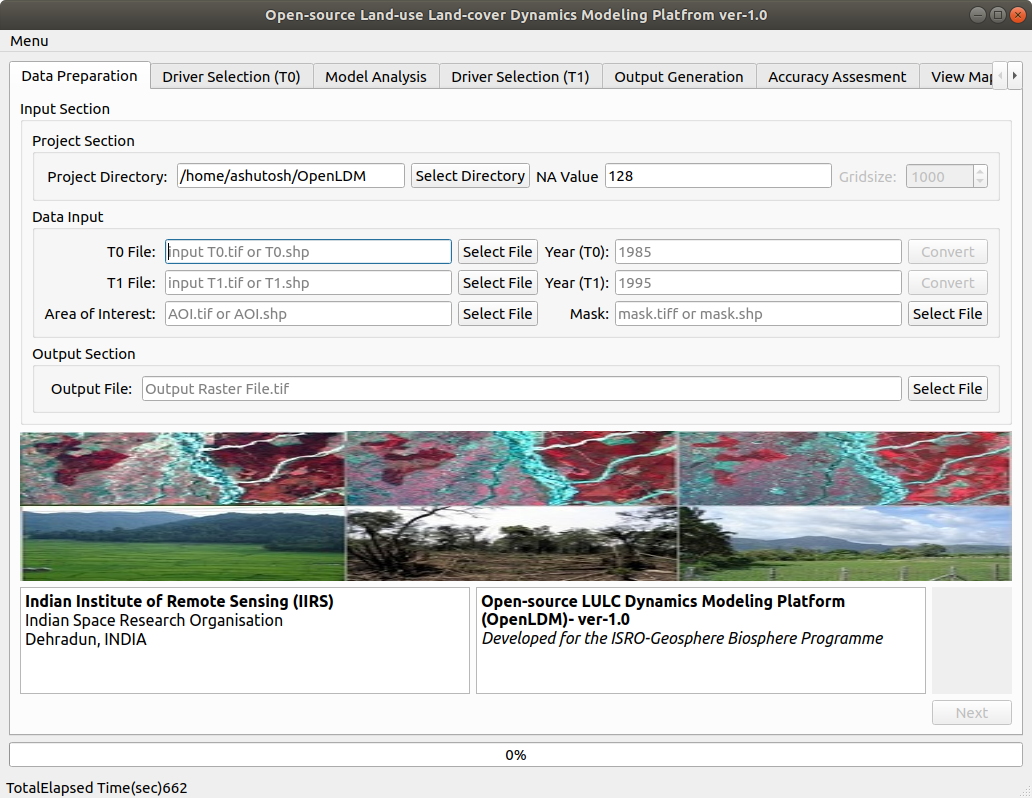 Open-source Land-use Land-cover Dynamics Modeling Platfrom ver-1.0
Menu
Data Preparation Driver Selection (T0) Model Analysis Driver Selection (T1) Output Generation Accuracy Assesment View Map
Input Section
Project Section
Project Directory: /home/ashutosh/OpenLDM Select Directory NA Value 128 Gridsize: 1000
Data Input
T0 File: input T0.tif or T0.shp Select File Year (T0): 1985 Convert
T1 File: input T1.tif or T1.shp Select File Year (T1): 1995 Convert
Area of Interest: AOI.tif or AOI.shp Select File Mask: mask.tiff or mask.shp Select File
Output Section
Output File: Output Raster File.tif Select File
Indian Institute of Remote Sensing (IIRS)
Indian Space Research Organisation
Dehradun, INDIA
Open-source LULC Dynamics Modeling Platform
(OpenLDM)- ver-1.0
Developed for the ISRO-Geosphere Biosphere Programme
Next
0%
TotalElapsed Time(sec)662